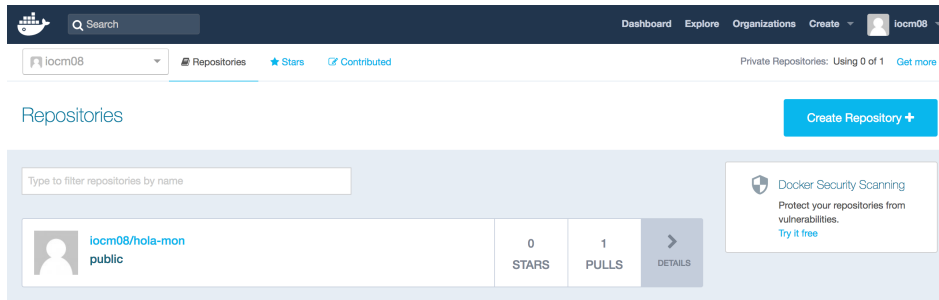 Search Dashboard Explore Organizations Create iocm08
iocm08 Repositories Stars Contributed Private Repositories: Using 0 of 1 Get more
Repositories
Create Repository +
Type to filter repositories by name
Docker Security Scanning
Protect your repositories from
vulnerabilities.
Try it free
iocm08/hola-mon
public
0
STARS
1
PULLS
DETAILS